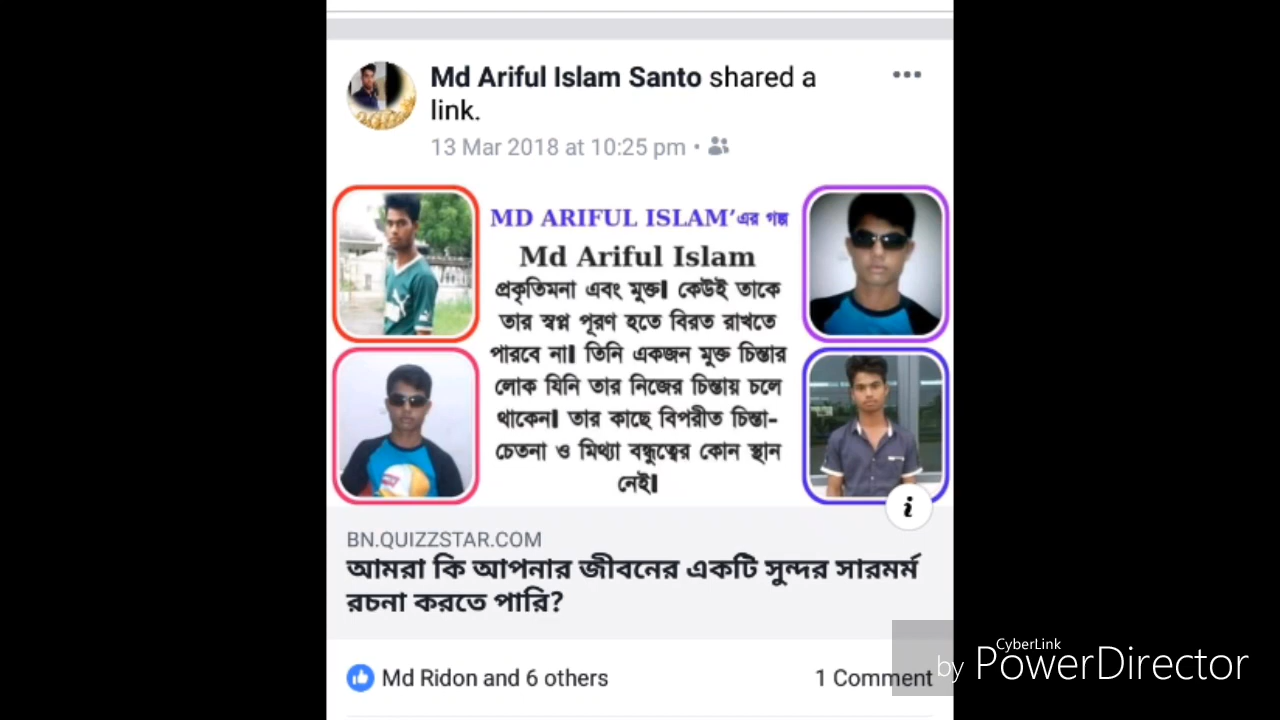 Md Ariful Islam Santo shared a
link.
13 Mar 2018 at 10:25 pm •
MD ARIFUL ISLAM’এর গল্প
Md Ariful Islam
প্রকৃতিমনা এবং মুক্ত। কেউই তাকে
তার স্বপ্ন পূরণ হতে বিরত রাখতে
পারবে না। তিনি একজন মুক্ত চিন্তার
লোক যিনি তার নিজের চিন্তায় চলে
থাকেন। তার কাছে বিপরীত চিন্তা-
চেতনা ও মিথ্যা বন্ধুত্বের কোন স্থান
নেই।
BN.QUIZZSTAR.COM
আমরা কি আপনার জীবনের একটি সুন্দর সারমর্ম
রচনা করতে পারি?
Md Ridon and 6 others
1 Comment
CyberLink
by PowerDirector